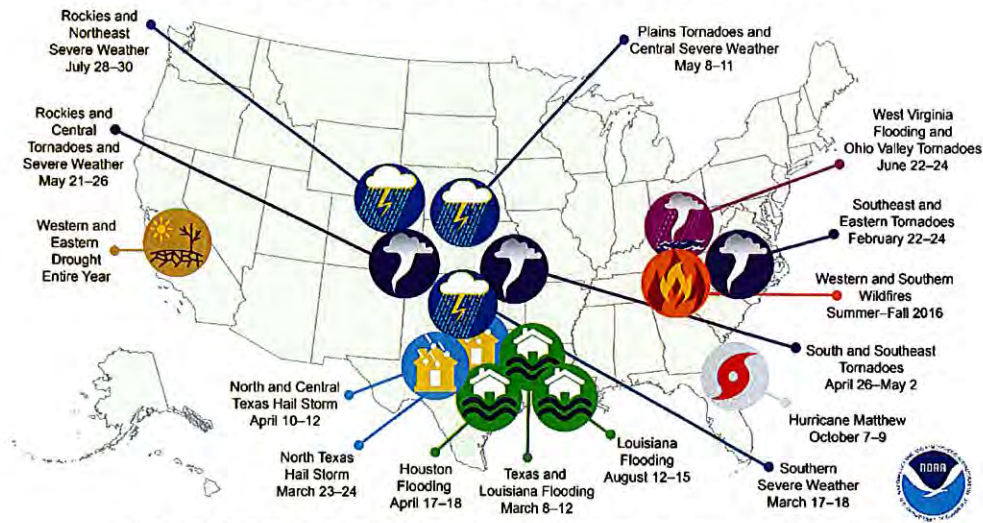 Rockies and
Northeast
Severe Weather
July 28–30
Plains Tornadoes and
Central Severe Weather
May 8–11
Rockies and
Central
Tornadoes and
Severe Weather
May 21–26
West Virginia
Flooding and
Ohio Valley Tornadoes
June 22–24
Western and
Eastern
Drought
Entire Year
Southeast and
Eastern Tornadoes
February 22–24
Western and Southern
Wildfires
Summer–Fall 2016
South and Southeast
Tornadoes
April 26–May 2
North and Central
Texas Hail Storm
April 10–12
Hurricane Matthew
October 7–9
North Texas
Hail Storm
March 23–24
Houston
Flooding
April 17–18
Texas and
Louisiana Flooding
March 8–12
Louisiana
Flooding
August 12–15
Southern
Severe Weather
March 17–18
NOAA